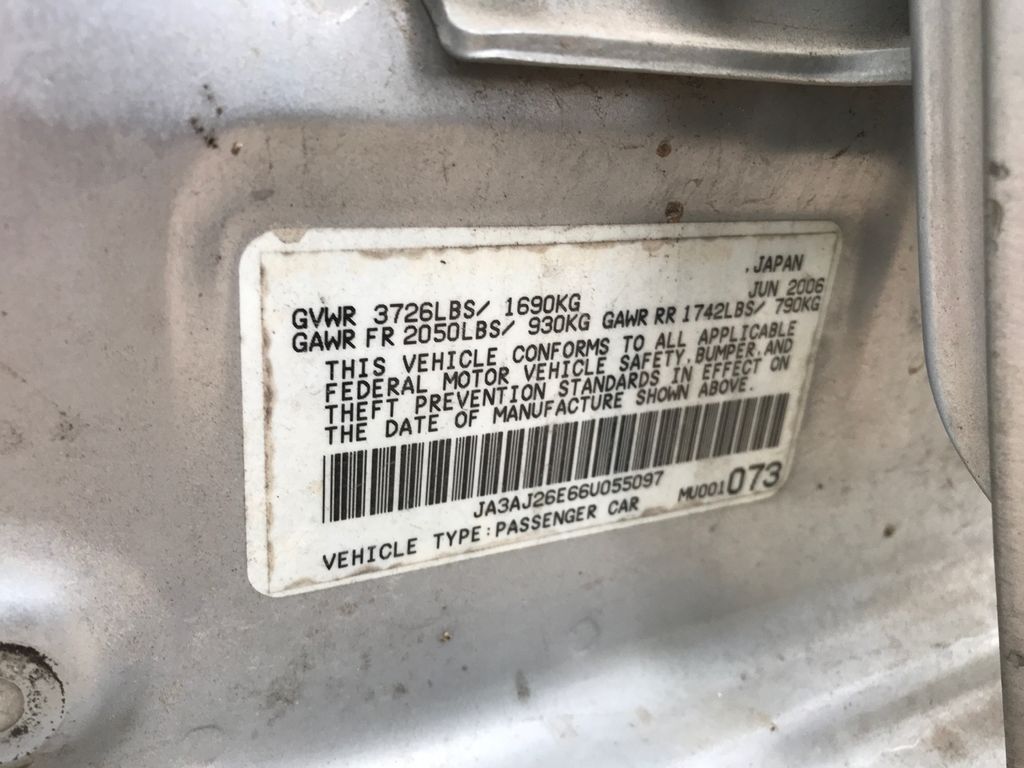 .JAPAN
JUN 2006
GVWR 3726LBS/ 1690KG
GAWR FR 2050LBS/ 930KG GAWR RR 1742LBS/ 790KG
THIS VEHICLE CONFORMS TO ALL APPLICABLE
FEDERAL MOTOR VEHICLE SAFETY, BUMPER, AND
THEFT PREVENTION STANDARDS IN EFFECT ON
THE DATE OF MANUFACTURE SHOWN ABOVE.
JA3AJ26E66U055097
MU001073
VEHICLE TYPE:PASSENGER CAR